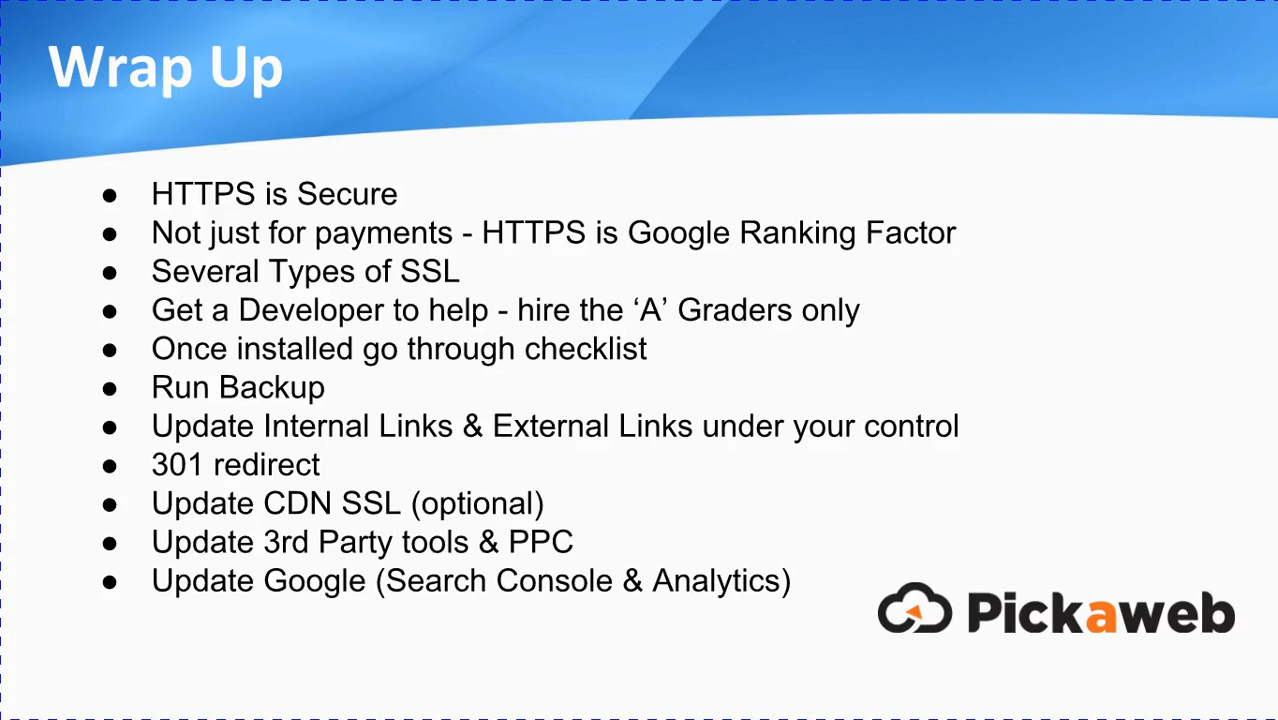 Wrap Up
● HTTPS is Secure
● Not just for payments - HTTPS is Google Ranking Factor
● Several Types of SSL
● Get a Developer to help - hire the ‘A’ Graders only
● Once installed go through checklist
● Run Backup
● Update Internal Links & External Links under your control
● 301 redirect
● Update CDN SSL (optional)
● Update 3rd Party tools & PPC
● Update Google (Search Console & Analytics)
Pickaweb